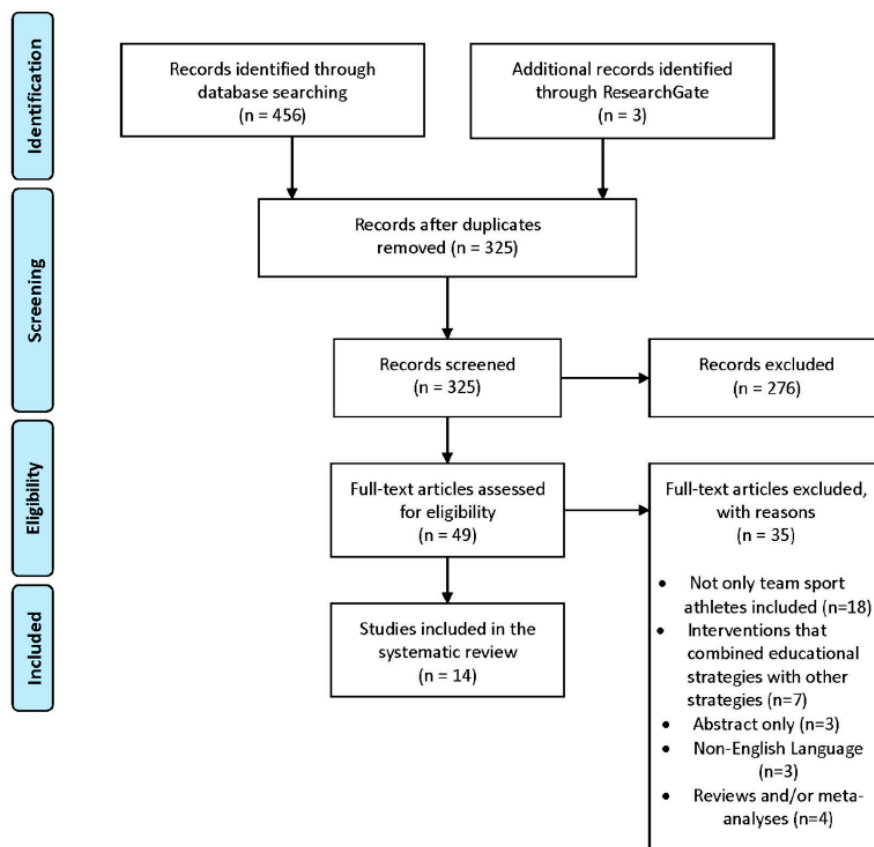 Identification
Records identified through
database searching
(n = 456)
Additional records identified
through ResearchGate
(n = 3)
Screening
Records after duplicates
removed (n = 325)
Records screened
(n = 325)
Records excluded
(n = 276)
Eligibility
Full-text articles assessed
for eligibility
(n = 49)
Full-text articles excluded,
with reasons
(n = 35)
• Not only team sport
athletes included (n=18)
• Interventions that
combined educational
strategies with other
strategies (n=7)
• Abstract only (n=3)
• Non-English Language
(n=3)
• Reviews and/or meta-
analyses (n=4)
Included
Studies included in the
systematic review
(n = 14)